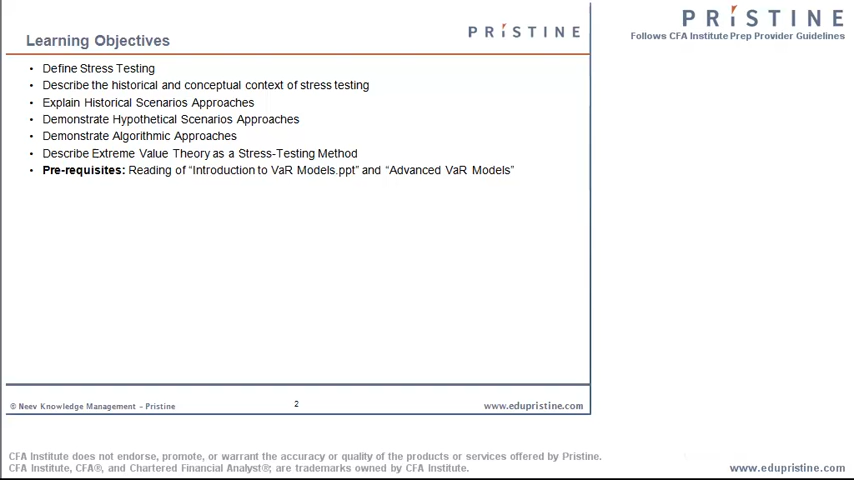 PRISTINE
Follows CFA Institute Prep Provider Guidelines
Learning Objectives
PRISTINE
• Define Stress Testing
• Describe the historical and conceptual context of stress testing
• Explain Historical Scenarios Approaches
• Demonstrate Hypothetical Scenarios Approaches
• Demonstrate Algorithmic Approaches
• Describe Extreme Value Theory as a Stress-Testing Method
• Pre-requisites: Reading of “Introduction to VaR Models.ppt” and “Advanced VaR Models”
© Neev Knowledge Management – Pristine
2
www.edupristine.com
CFA Institute does not endorse, promote, or warrant the accuracy or quality of the products or services offered by Pristine.
CFA Institute, CFA®, and Chartered Financial Analyst®; are trademarks owned by CFA Institute.
www.edupristine.com